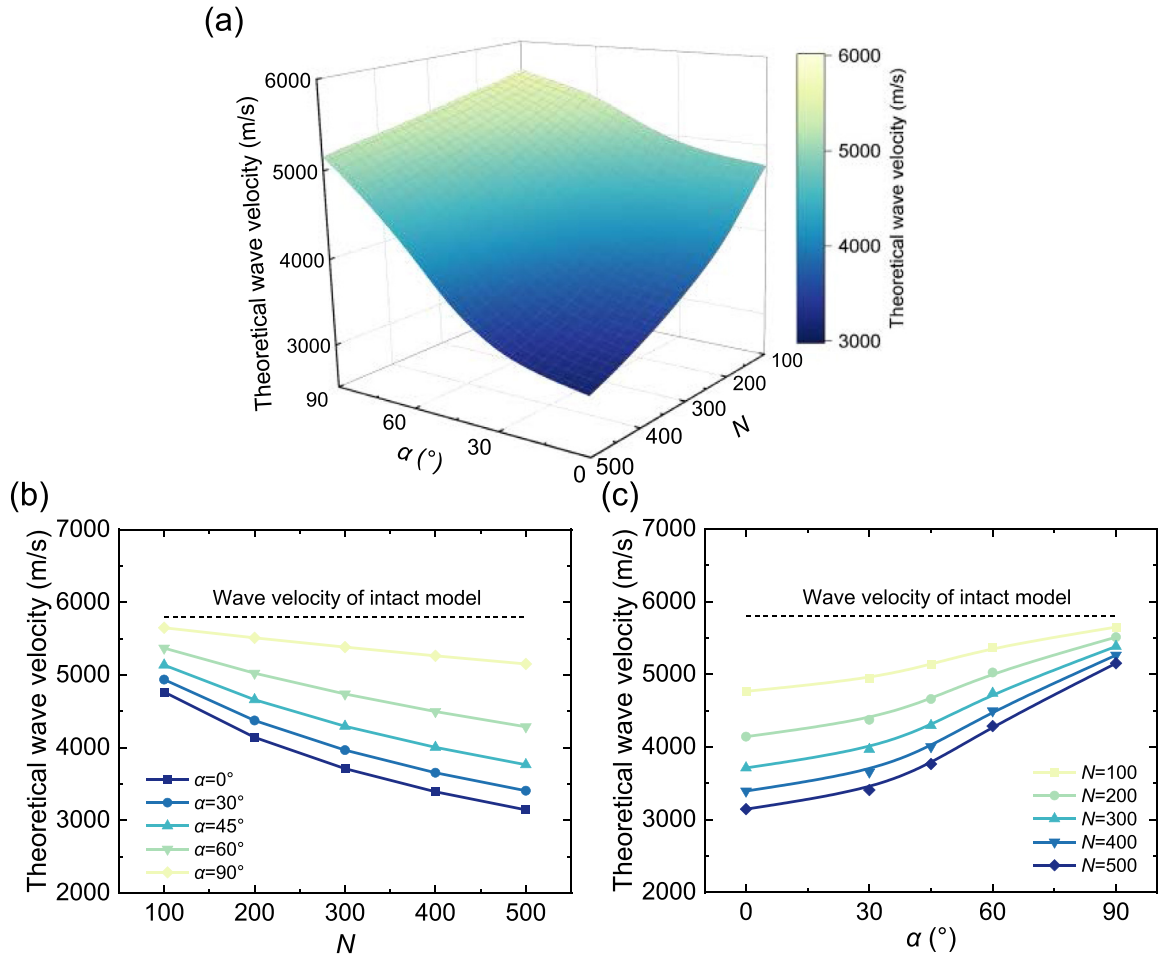 (a)
6000
5000
4000
3000
Theoretical wave velocity (m/s)
90
60
30
0
α (°)
500
400
300
200
100
N
6000
5000
4000
3000
Theoretical wave velocity (m/s)
(b)
7000
6000
5000
4000
3000
2000
Theoretical wave velocity (m/s)
Wave velocity of intact model
α=0°
α=30°
α=45°
α=60°
α=90°
100 200 300 400 500
N
(c)
7000
6000
5000
4000
3000
2000
Theoretical wave velocity (m/s)
Wave velocity of intact model
N=100
N=200
N=300
N=400
N=500
0 30 60 90
α (°)